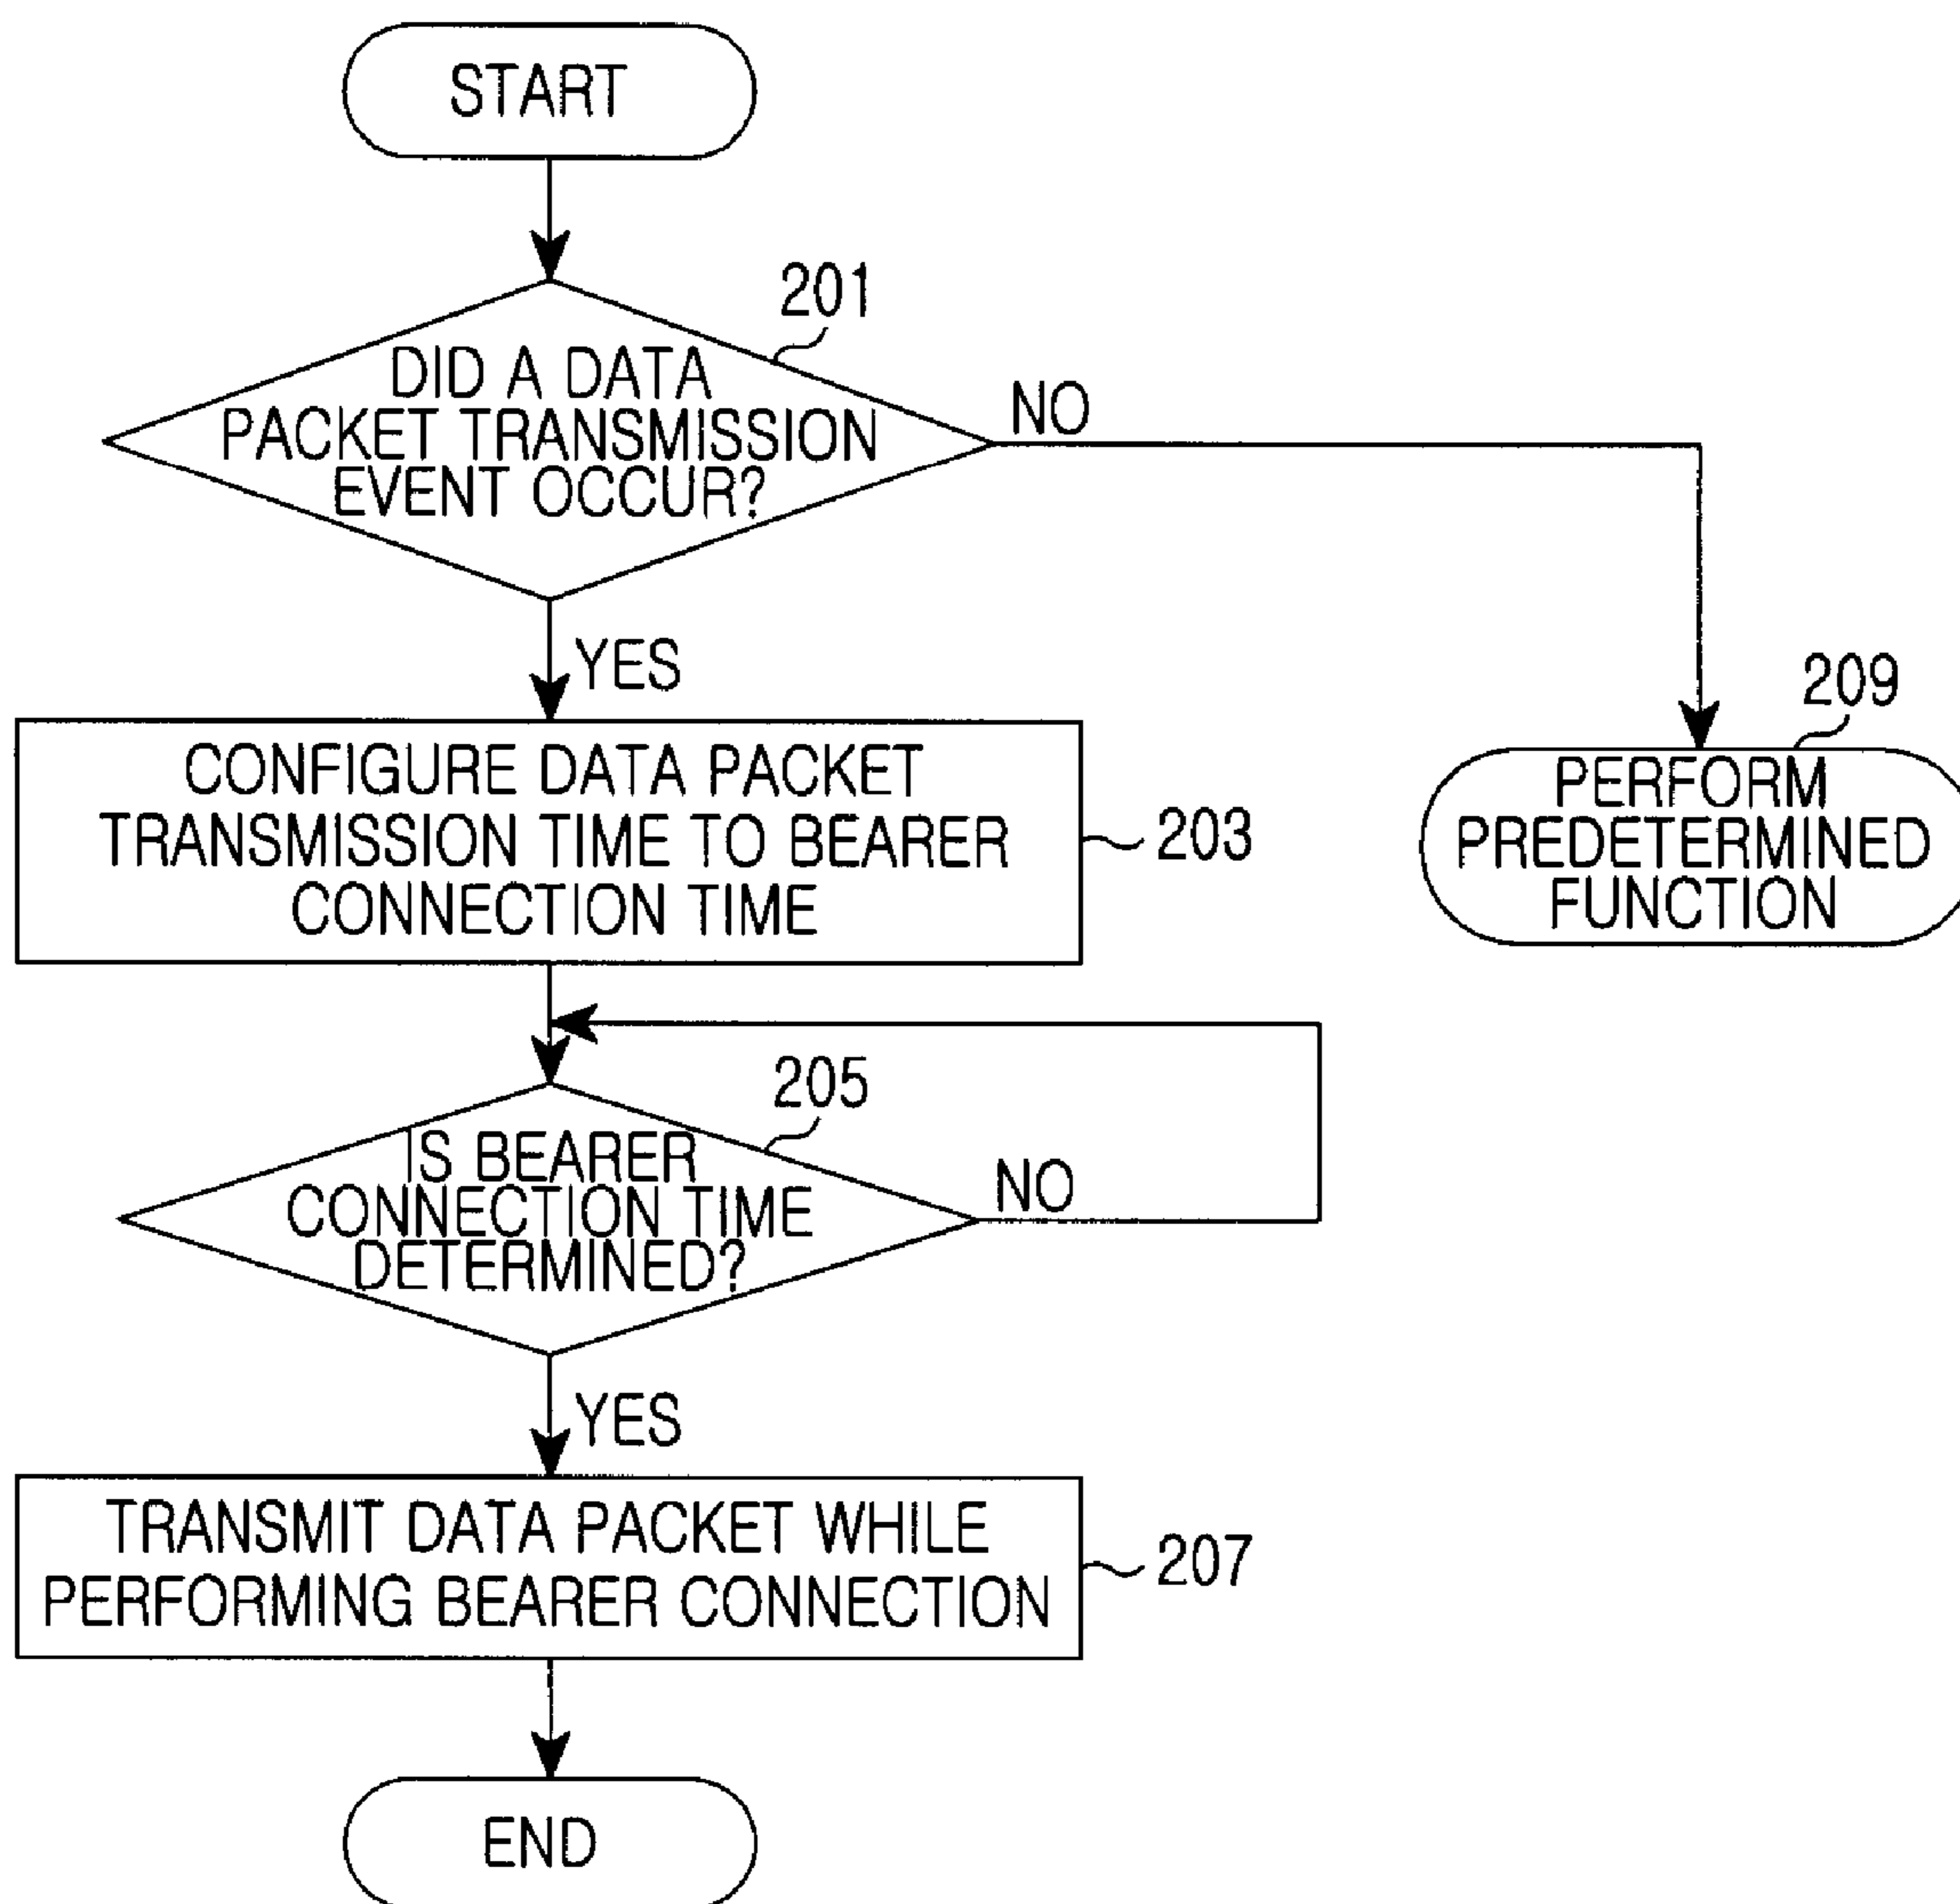 START
201
DID A DATA
PACKET TRANSMISSION
EVENT OCCUR?
NO
YES
209
CONFIGURE DATA PACKET
TRANSMISSION TIME TO BEARER
CONNECTION TIME
203
PERFORM
PREDETERMINED
FUNCTION
205
IS BEARER
CONNECTION TIME
DETERMINED?
NO
YES
TRANSMIT DATA PACKET WHILE
PERFORMING BEARER CONNECTION
207
END